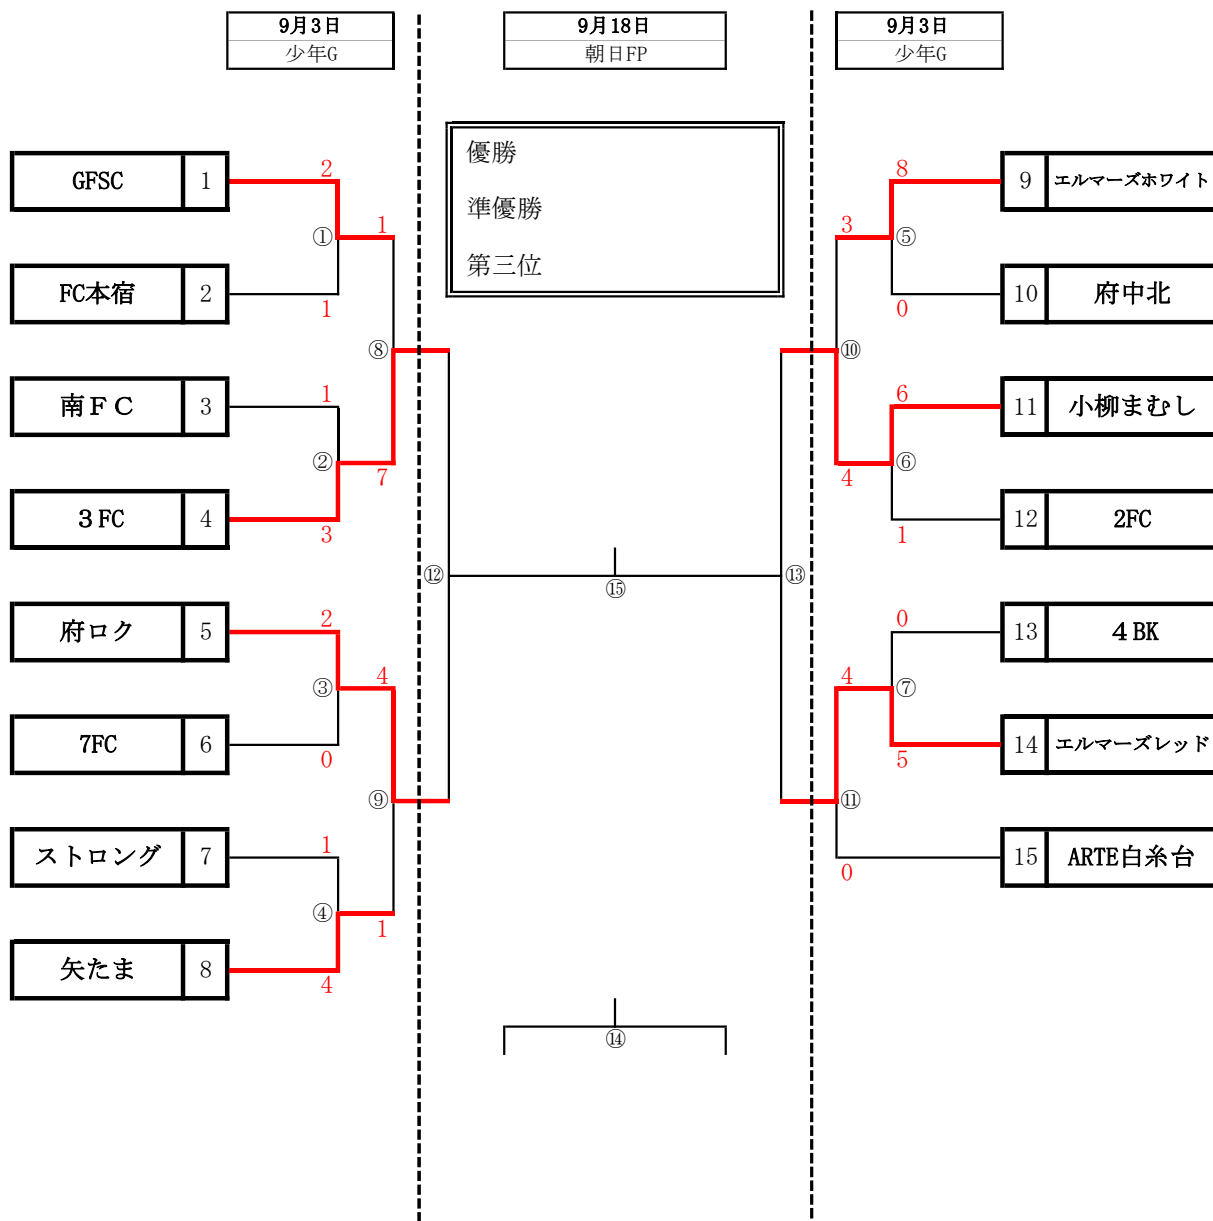 9月3日
少年G
9月18日
朝日FP
9月3日
少年G
優勝
準優勝
第三位
GFSC 1
2
8
9 エルマーズホワイト
① 1
3 ⑤
FC本宿 2
1
0
10 府中北
⑧
⑩
南ＦＣ 3
1
6
11 小柳まむし
② 7
4 ⑥
３FC 4
3
1
12 2FC
⑫
⑮
⑬
府ロク 5
2
0
13 ４BK
③ 4
4 ⑦
7FC 6
0
5
14 エルマーズレッド
⑨
⑪
ストロング 7
1
0
15 ARTE白糸台
④ 1
矢たま 8
4
⑭